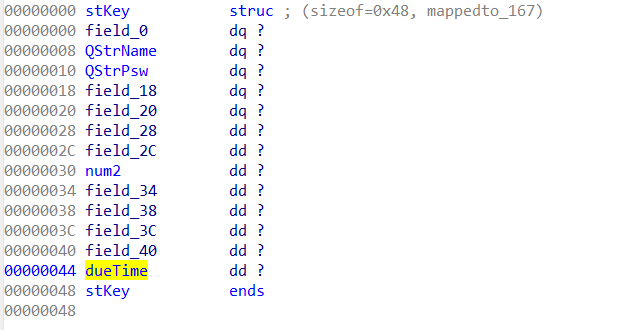 00000000 stKey struc ; (sizeof=0x48, mappedto_167)
00000000 field_0 dq ?
00000008 QStrName dq ?
00000010 QStrPsw dq ?
00000018 field_18 dq ?
00000020 field_20 dq ?
00000028 field_28 dd ?
0000002C field_2C dd ?
00000030 num2 dd ?
00000034 field_34 dd ?
00000038 field_38 dd ?
0000003C field_3C dd ?
00000040 field_40 dd ?
00000044 dueTime dd ?
00000048 stKey ends
00000048